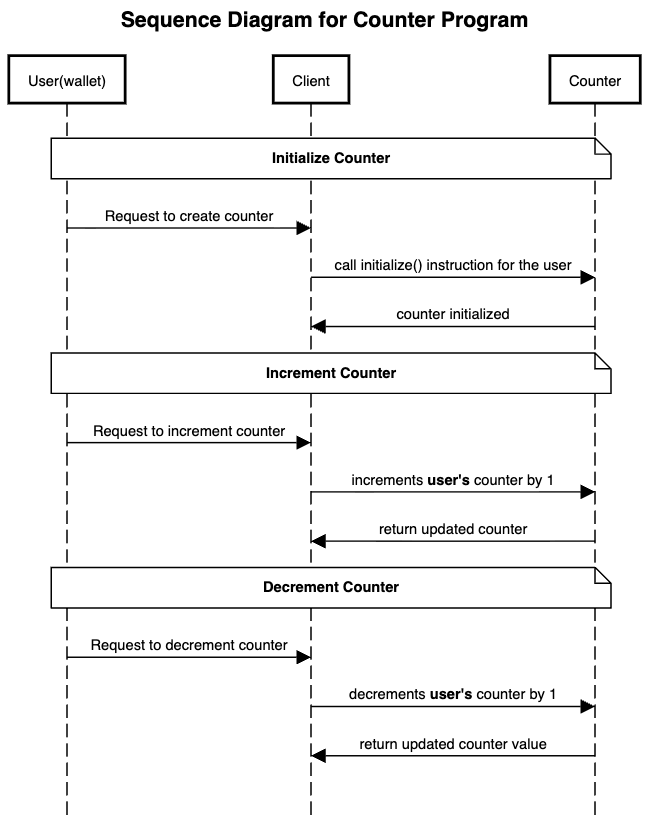 Sequence Diagram for Counter Program
User(wallet)
Client
Counter
Initialize Counter
Request to create counter
call initialize() instruction for the user
counter initialized
Increment Counter
Request to increment counter
increments user's counter by 1
return updated counter
Decrement Counter
Request to decrement counter
decrements user's counter by 1
return updated counter value